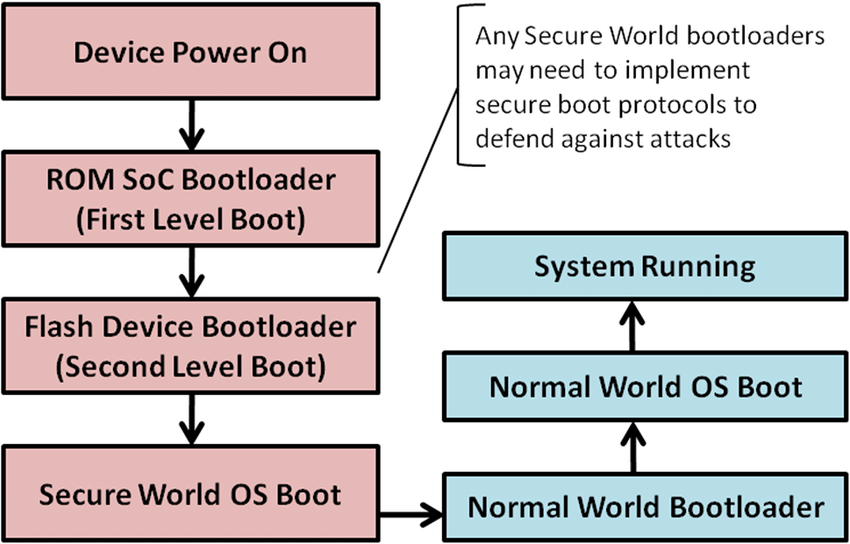 Device Power On
ROM SoC Bootloader
(First Level Boot)
Flash Device Bootloader
(Second Level Boot)
Secure World OS Boot
Any Secure World bootloaders
may need to implement
secure boot protocols to
defend against attacks
System Running
Normal World OS Boot
Normal World Bootloader